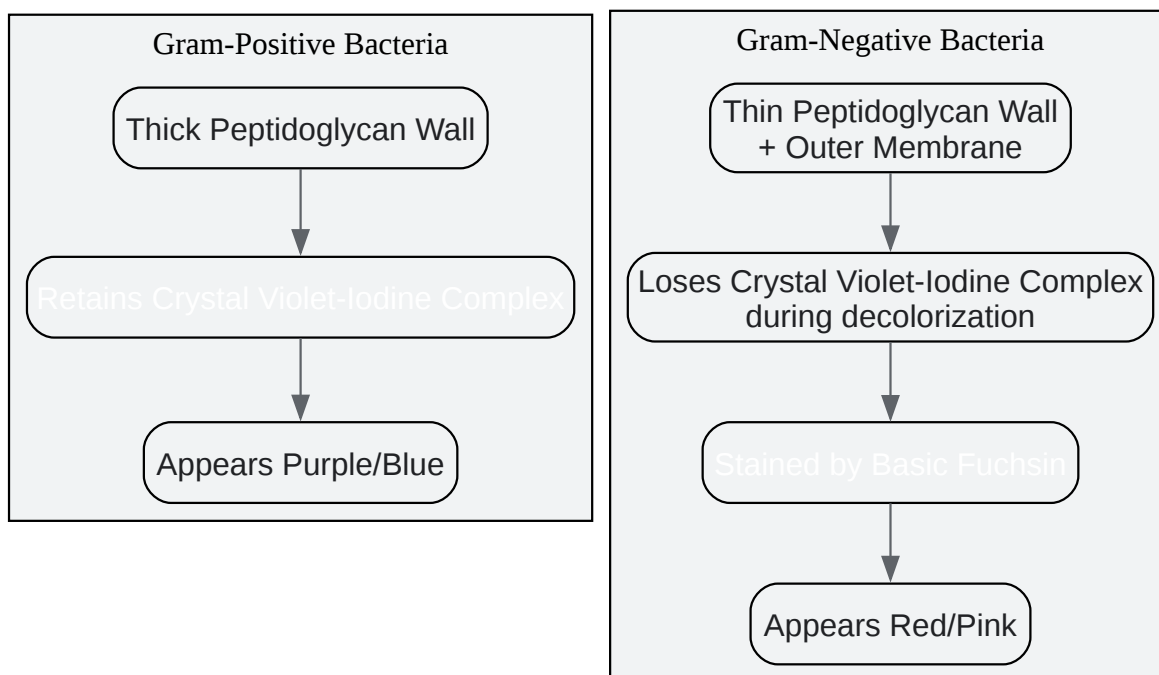 Gram-Positive Bacteria
Thick Peptidoglycan Wall
Retains Crystal Violet-Iodine Complex
Appears Purple/Blue
Gram-Negative Bacteria
Thin Peptidoglycan Wall
+ Outer Membrane
Loses Crystal Violet-Iodine Complex
during decolorization
Stained by Basic Fuchsin
Appears Red/Pink